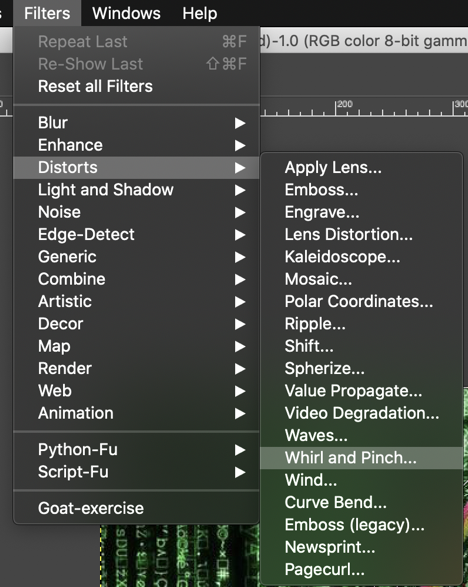 Filters Windows Help
Repeat Last ⌘F
d)-1.0 (RGB color 8-bit gamm
Re-Show Last ⇧⌘F
Reset all Filters
200
300
Blur
Enhance
Distorts
Light and Shadow
Noise
Edge-Detect
Generic
Combine
Artistic
Decor
Map
Render
Web
Animation
Python-Fu
Script-Fu
Goat-exercise
Apply Lens...
Emboss...
Engrave...
Lens Distortion...
Kaleidoscope...
Mosaic...
Polar Coordinates...
Ripple...
Shift...
Spherize...
Value Propagate...
Video Degradation...
Waves...
Whirl and Pinch...
Wind...
Curve Bend...
Emboss (legacy)...
Newsprint...
Pagecurl...